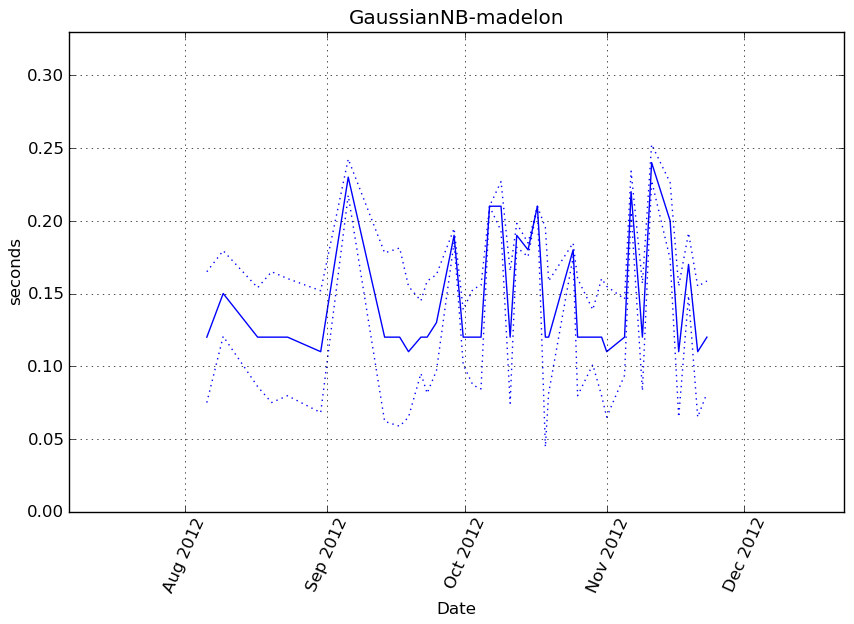 GaussianNB-madelon
0.30
0.25
0.20
0.15
0.10
0.05
0.00
seconds
Aug 2012
Sep 2012
Oct 2012
Nov 2012
Dec 2012
Date